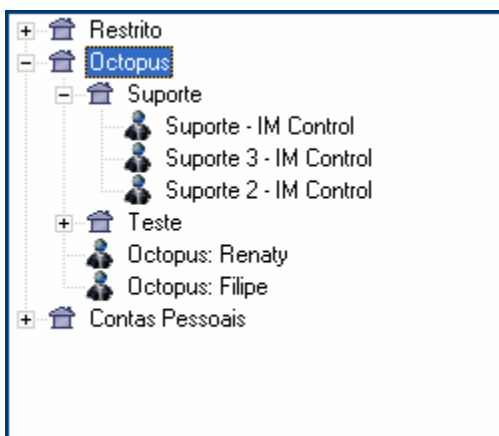 Restrito
Octopus
Suporte
Suporte - IM Control
Suporte 3 - IM Control
Suporte 2 - IM Control
Teste
Octopus: Renaty
Octopus: Filipe
Contas Pessoais